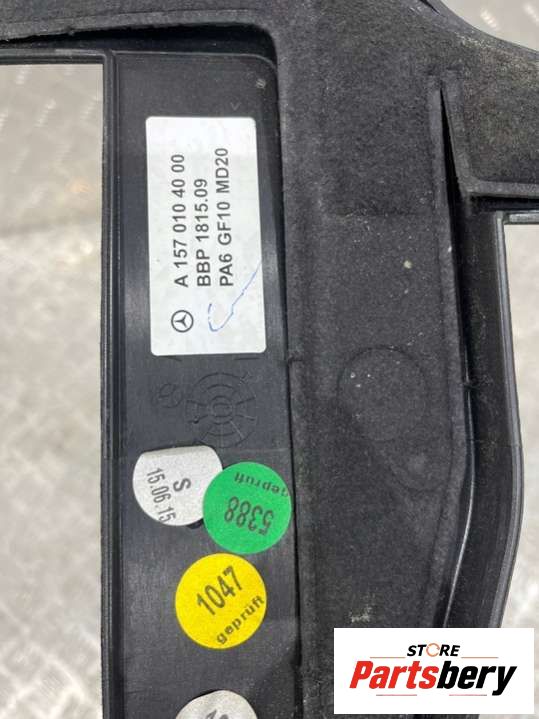 A 157 010 40 00
BBP 1815.09
PA6 GF10 MD20
S
15.06.15
5388
geprüft
1047
geprüft
STORE
Partsbery